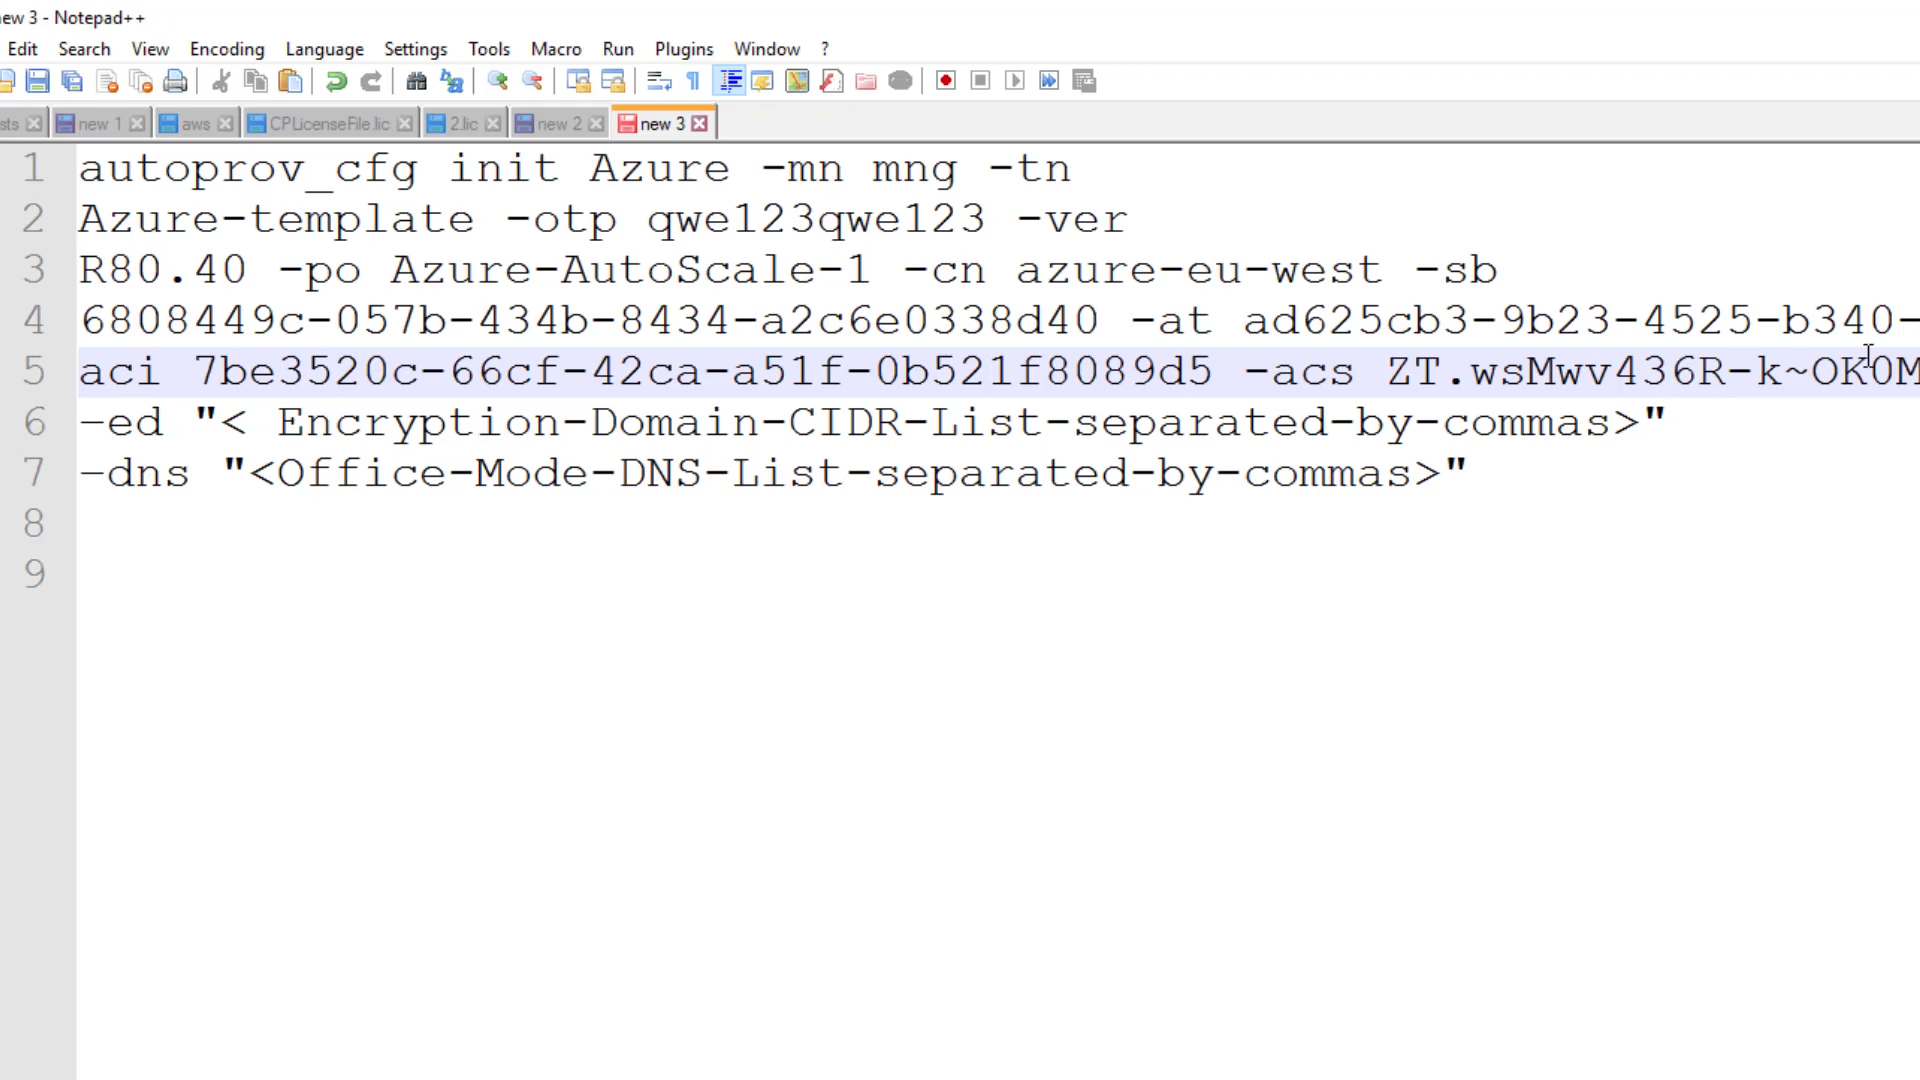 new 3 - Notepad++
Edit Search View Encoding Language Settings Tools Macro Run Plugins Window ?
sts new 1 aws CPLicenseFile.lic 2.lic new 2 new 3
1 autoprov_cfg init Azure -mn mng -tn
2 Azure-template -otp qwe123qwe123 -ver
3 R80.40 -po Azure-AutoScale-1 -cn azure-eu-west -sb
4 6808449c-057b-434b-8434-a2c6e0338d40 -at ad625cb3-9b23-4525-b340-
5 aci 7be3520c-66cf-42ca-a51f-0b521f8089d5 -acs ZT.wsMwv436R-k~OK0M
6 –ed "< Encryption-Domain-CIDR-List-separated-by-commas>"
7 –dns "<Office-Mode-DNS-List-separated-by-commas>"
8
9